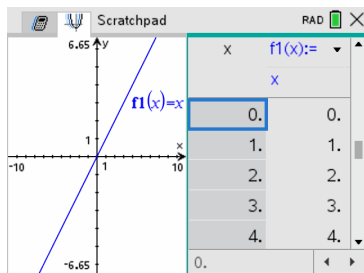 Scratchpad RAD
6.65 y
f1(x)=x
1
x
-10 1 10
-6.65
x f1(x):=
x
0. 0.
1. 1.
2. 2.
3. 3.
4. 4.
0.